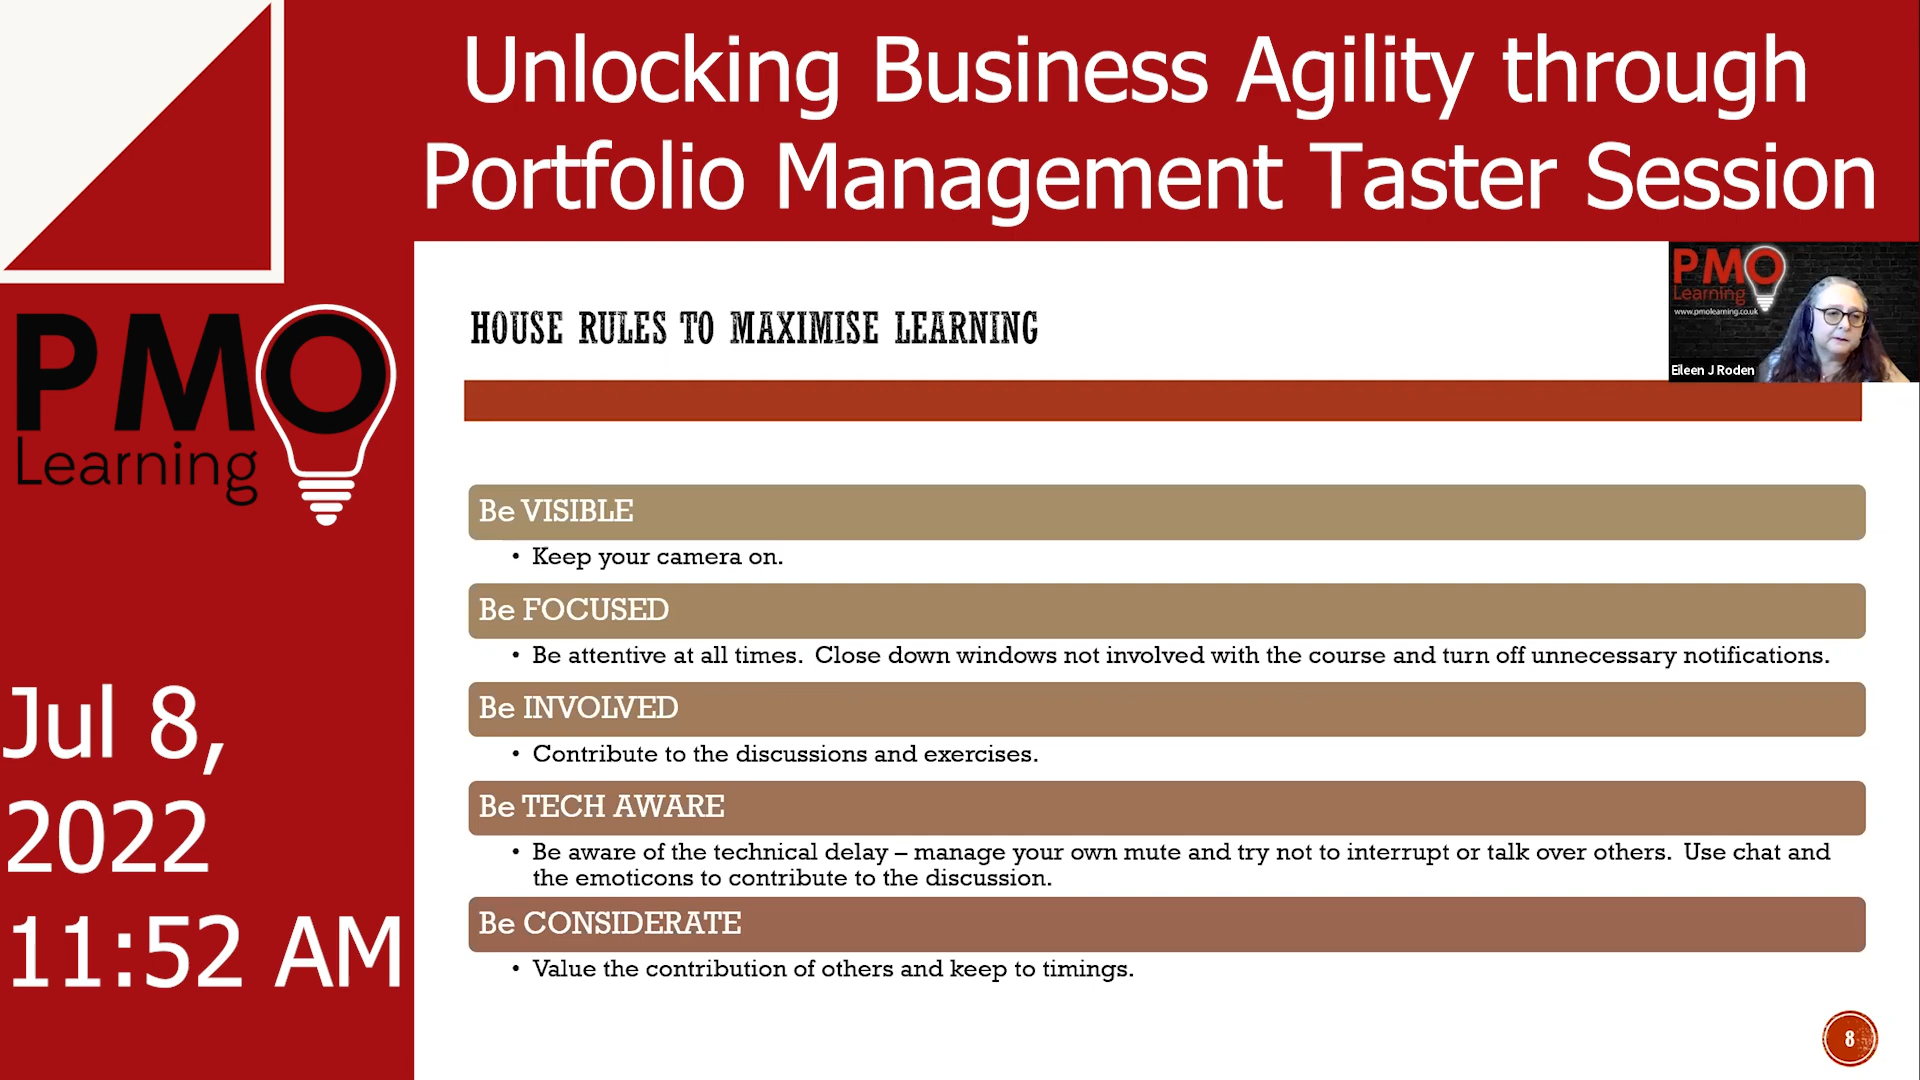 Unlocking Business Agility through
Portfolio Management Taster Session
PMO
Learning
Jul 8,
2022
11:52 AM
HOUSE RULES TO MAXIMISE LEARNING
PMO
Learning
www.pmolearning.co.uk
Eileen J Roden
Be VISIBLE
• Keep your camera on.
Be FOCUSED
• Be attentive at all times.  Close down windows not involved with the course and turn off unnecessary notifications.
Be INVOLVED
• Contribute to the discussions and exercises.
Be TECH AWARE
• Be aware of the technical delay – manage your own mute and try not to interrupt or talk over others.  Use chat and
the emoticons to contribute to the discussion.
Be CONSIDERATE
• Value the contribution of others and keep to timings.
8